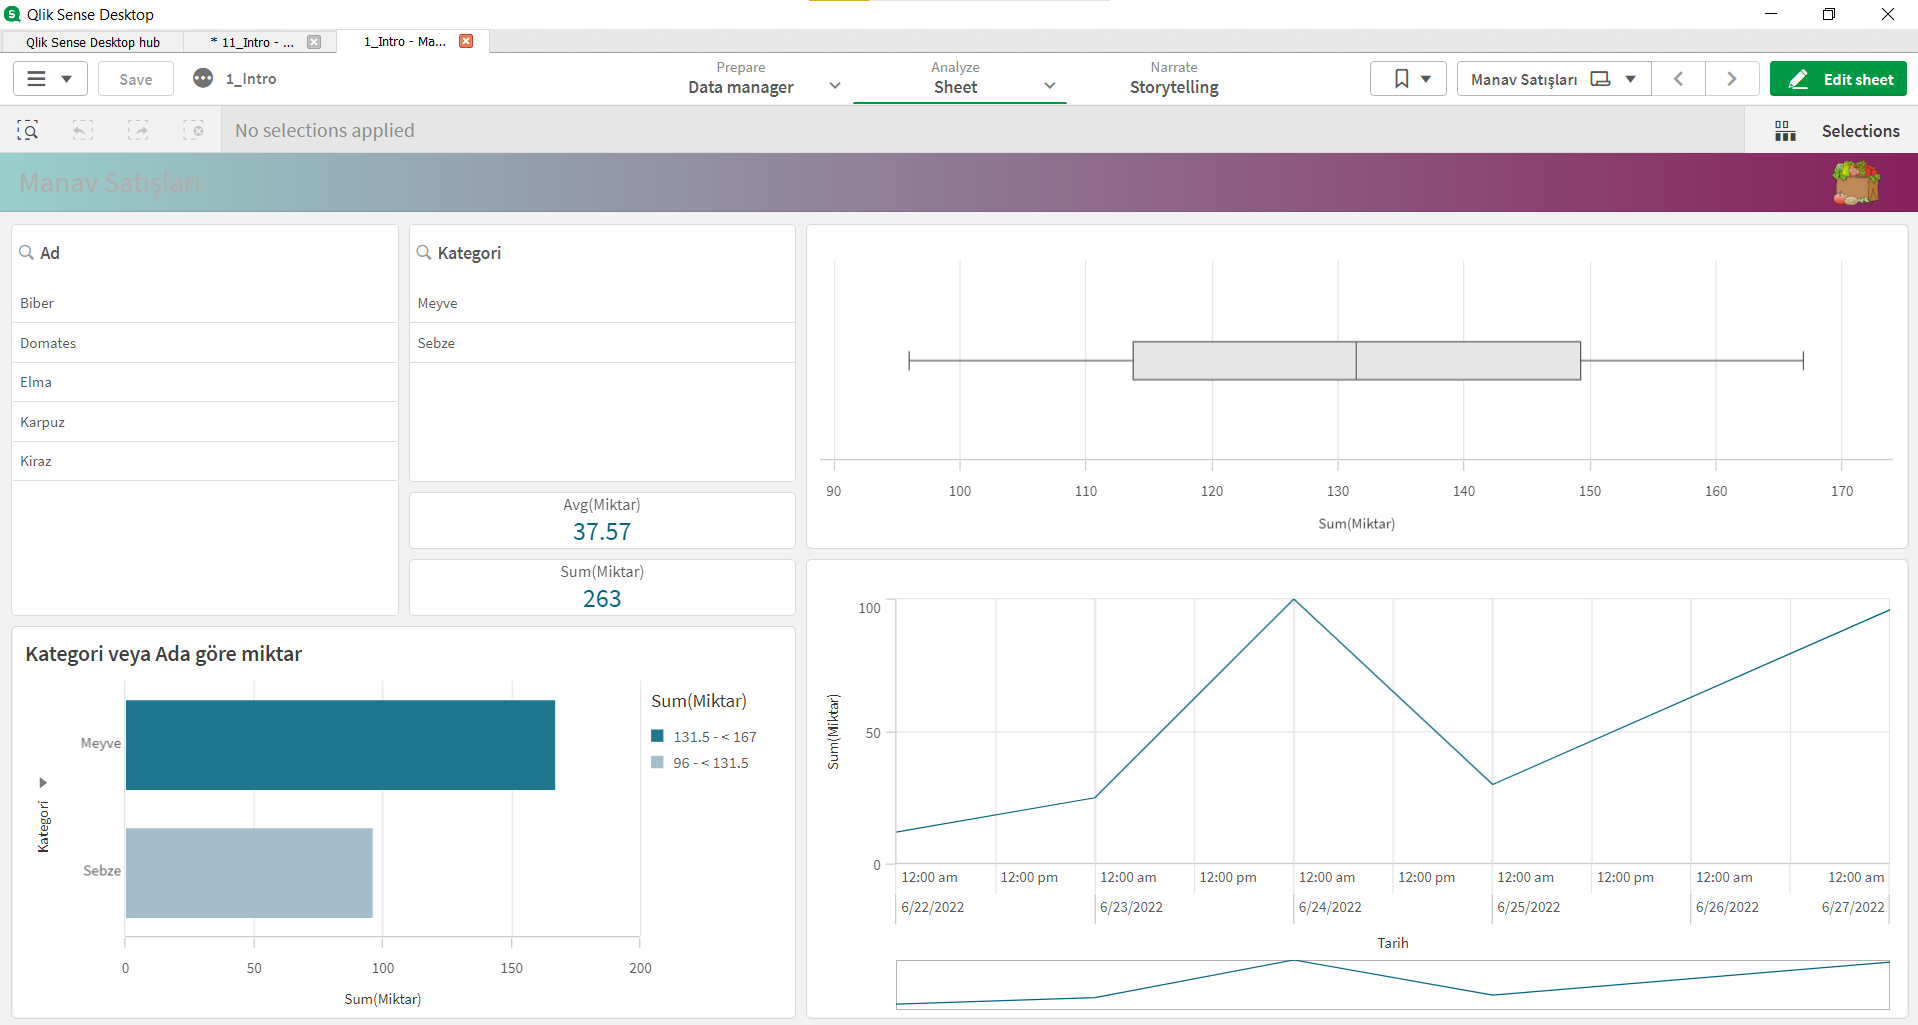 Qlik Sense Desktop
Qlik Sense Desktop hub
* 11_Intro - ...
1_Intro - Ma...
Save
1_Intro
Prepare
Data manager
Analyze
Sheet
Narrate
Storytelling
Manav Satışları
Edit sheet
No selections applied
Selections
Manav Satışları
Ad
Biber
Domates
Elma
Karpuz
Kiraz
Kategori
Meyve
Sebze
Avg(Miktar)
37.57
Sum(Miktar)
263
90 100 110 120 130 140 150 160 170
Sum(Miktar)
Kategori veya Ada göre miktar
Kategori
Meyve
Sebze
0 50 100 150 200
Sum(Miktar)
Sum(Miktar)
131.5 - < 167
96 - < 131.5
Sum(Miktar)
100
50
0
12:00 am 12:00 pm 12:00 am 12:00 pm 12:00 am 12:00 pm 12:00 am 12:00 pm 12:00 am 12:00 am
6/22/2022 6/23/2022 6/24/2022 6/25/2022 6/26/2022 6/27/2022
Tarih